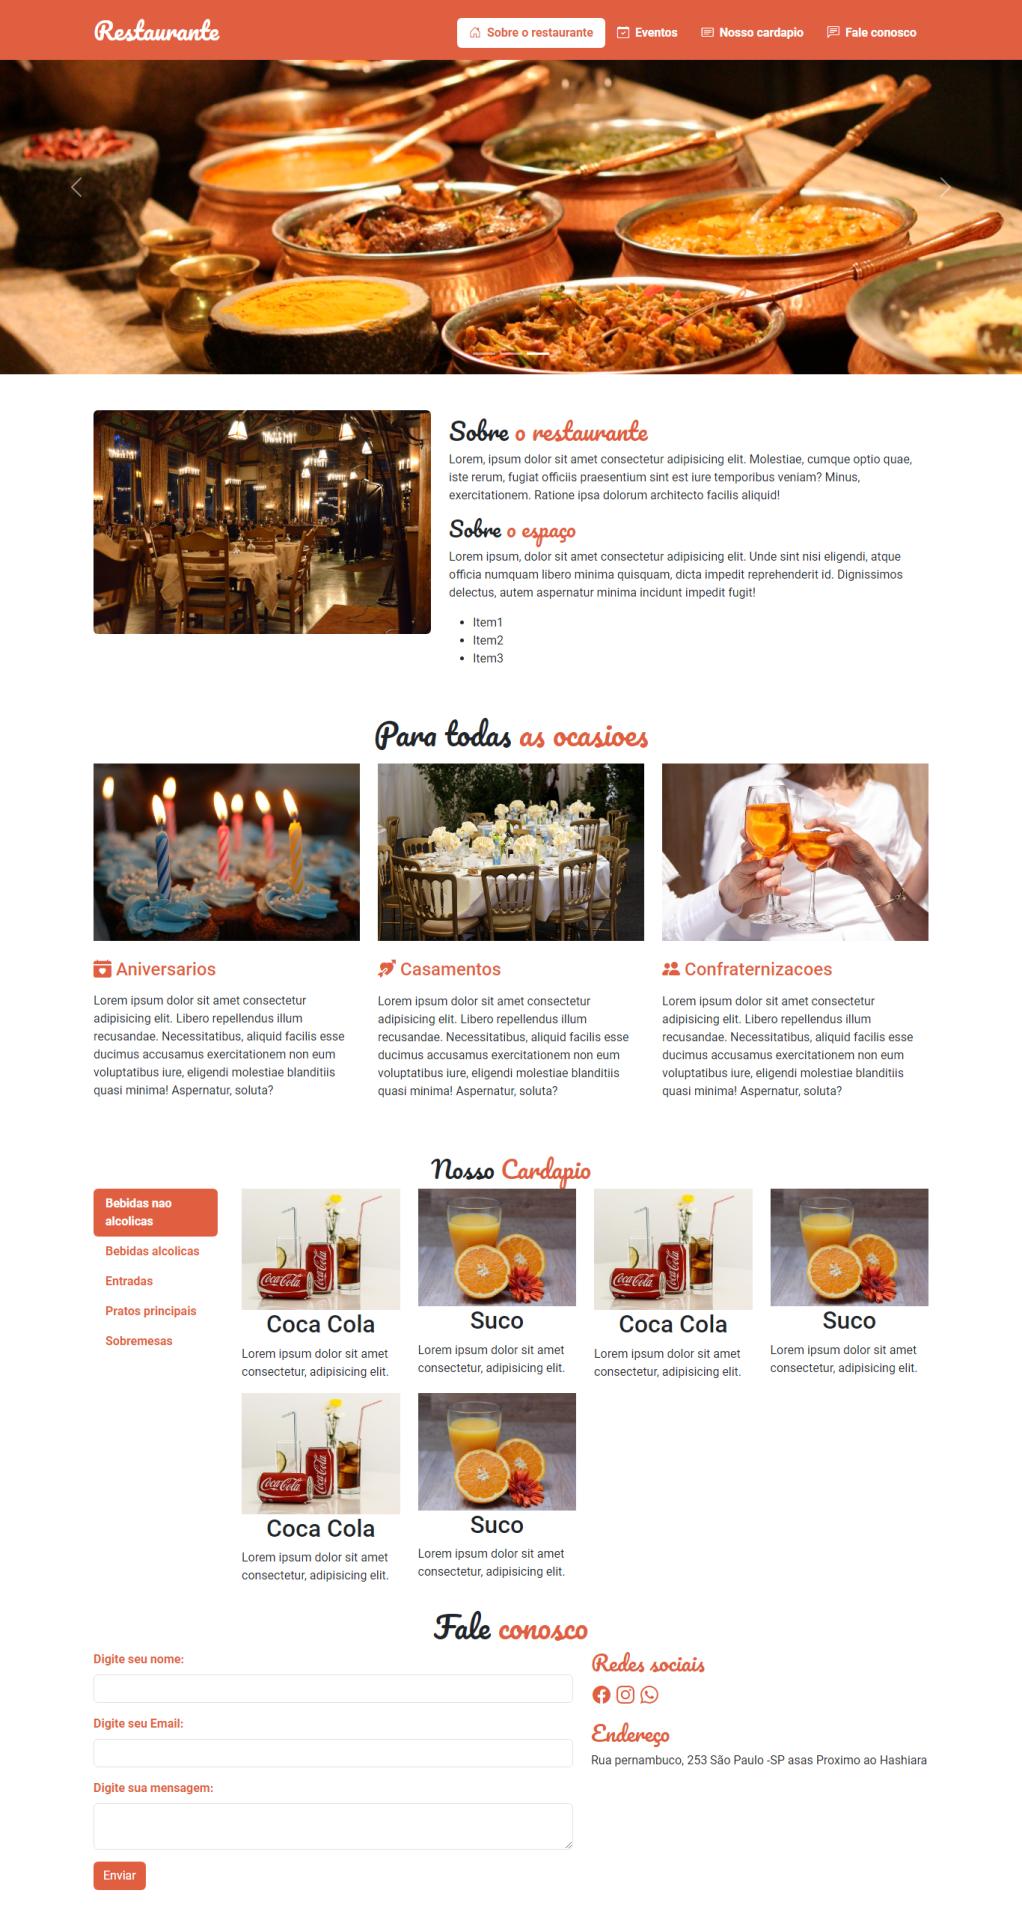 Restaurante
Sobre o restaurante
Eventos
Nosso cardapio
Fale conosco
Sobre o restaurante
Lorem, ipsum dolor sit amet consectetur adipisicing elit. Molestiae, cumque optio quae,
iste rerum, fugiat officiis praesentium sint est iure temporibus veniam? Minus,
exercitationem. Ratione ipsa dolorum architecto facilis aliquid!
Sobre o espaço
Lorem ipsum, dolor sit amet consectetur adipisicing elit. Unde sint nisi eligendi, atque
officia numquam libero minima quisquam, dicta impedit reprehenderit id. Dignissimos
delectus, autem aspernatur minima incidunt impedit fugit!
Item1
Item2
Item3
Para todas as ocasioes
Aniversarios
Lorem ipsum dolor sit amet consectetur
adipisicing elit. Libero repellendus illum
recusandae. Necessitatibus, aliquid facilis esse
ducimus accusamus exercitationem non eum
voluptatibus iure, eligendi molestiae blanditiis
quasi minima! Aspernatur, soluta?
Casamentos
Lorem ipsum dolor sit amet consectetur
adipisicing elit. Libero repellendus illum
recusandae. Necessitatibus, aliquid facilis esse
ducimus accusamus exercitationem non eum
voluptatibus iure, eligendi molestiae blanditiis
quasi minima! Aspernatur, soluta?
Confraternizacoes
Lorem ipsum dolor sit amet consectetur
adipisicing elit. Libero repellendus illum
recusandae. Necessitatibus, aliquid facilis esse
ducimus accusamus exercitationem non eum
voluptatibus iure, eligendi molestiae blanditiis
quasi minima! Aspernatur, soluta?
Nosso Cardapio
Bebidas nao
alcolicas
Bebidas alcolicas
Entradas
Pratos principais
Sobremesas
Coca-Cola
Coca-Cola
Coca Cola
Lorem ipsum dolor sit amet
consectetur, adipisicing elit.
Suco
Lorem ipsum dolor sit amet
consectetur, adipisicing elit.
Coca-Cola
Coca-Cola
Coca Cola
Lorem ipsum dolor sit amet
consectetur, adipisicing elit.
Suco
Lorem ipsum dolor sit amet
consectetur, adipisicing elit.
Coca-Cola
Coca-Cola
Coca Cola
Lorem ipsum dolor sit amet
consectetur, adipisicing elit.
Suco
Lorem ipsum dolor sit amet
consectetur, adipisicing elit.
Fale conosco
Digite seu nome:
Digite seu Email:
Digite sua mensagem:
Enviar
Redes sociais
Endereço
Rua pernambuco, 253 São Paulo -SP asas Proximo ao Hashiara